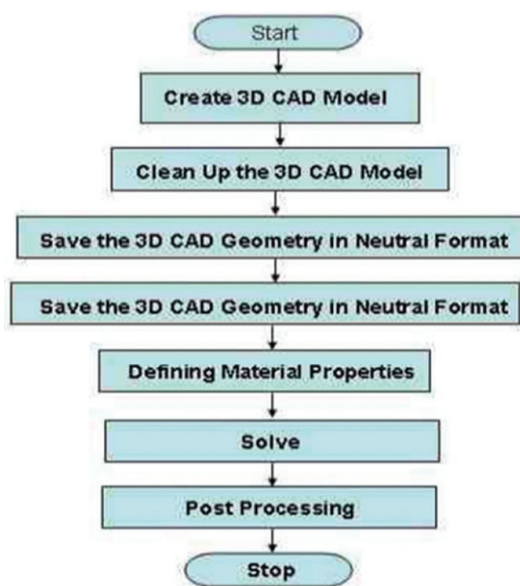 Start
Create 3D CAD Model
Clean Up the 3D CAD Model
Save the 3D CAD Geometry in Neutral Format
Save the 3D CAD Geometry in Neutral Format
Defining Material Properties
Solve
Post Processing
Stop